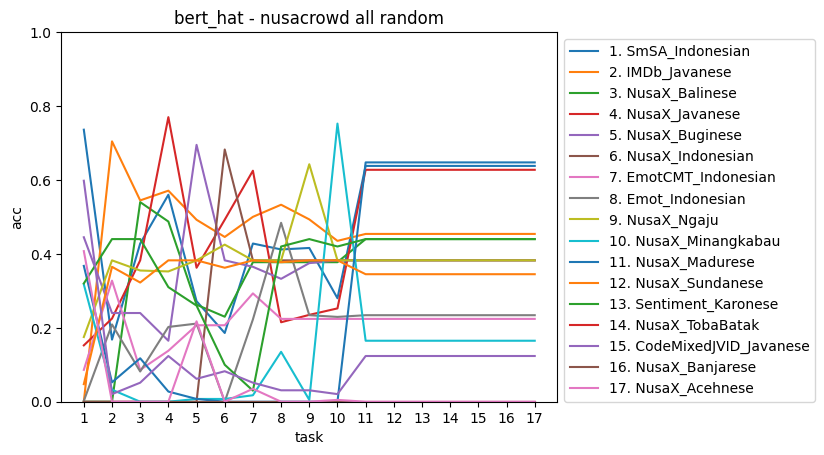 bert_hat - nusacrowd all random
acc
1.0
0.8
0.6
0.4
0.2
0.0
1 2 3 4 5 6 7 8 9 10 11 12 13 14 15 16 17
task
1. SmSA_Indonesian
2. IMDb_Javanese
3. NusaX_Balinese
4. NusaX_Javanese
5. NusaX_Buginese
6. NusaX_Indonesian
7. EmotCMT_Indonesian
8. Emot_Indonesian
9. NusaX_Ngaju
10. NusaX_Minangkabau
11. NusaX_Madurese
12. NusaX_Sundanese
13. Sentiment_Karonese
14. NusaX_TobaBatak
15. CodeMixedJVID_Javanese
16. NusaX_Banjarese
17. NusaX_Acehnese